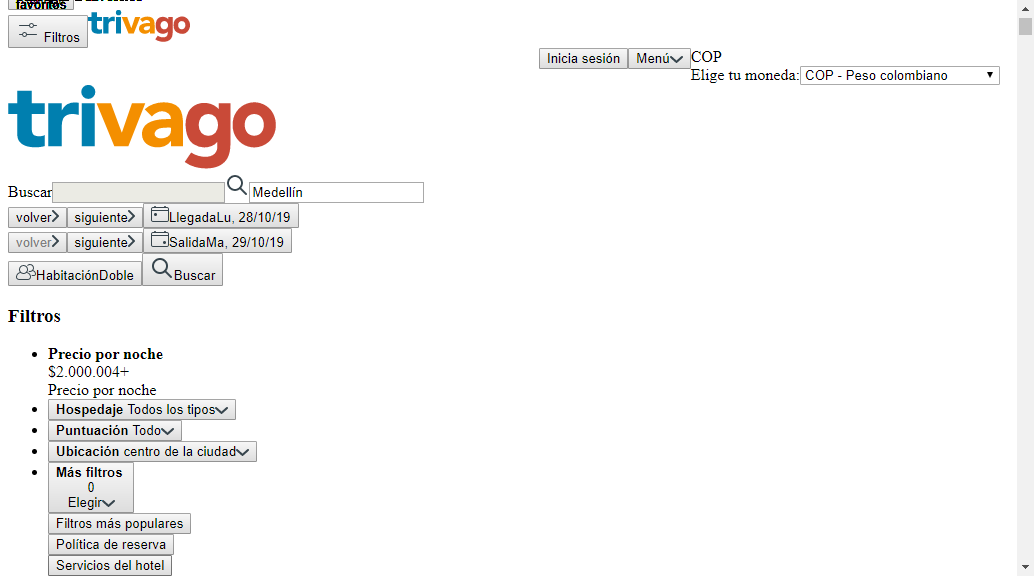 favoritos
Filtros
trivago
Inicia sesión
Menú
COP
Elige tu moneda:
COP - Peso colombiano
trivago
Buscar
Medellín
volver
siguiente
LlegadaLu, 28/10/19
volver
siguiente
SalidaMa, 29/10/19
HabitaciónDoble
Buscar
Filtros
Precio por noche
$2.000.004+
Precio por noche
Hospedaje Todos los tipos
Puntuación Todo
Ubicación centro de la ciudad
Más filtros
0
Elegir
Filtros más populares
Política de reserva
Servicios del hotel